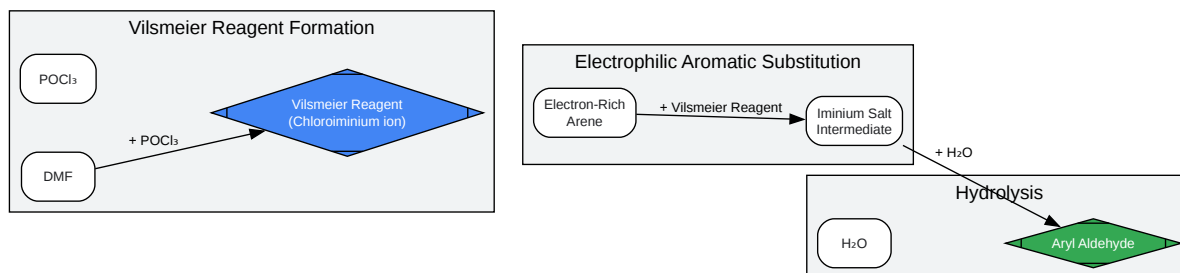 Vilsmeier Reagent Formation
POCl₃
Vilsmeier Reagent
(Chloroiminium ion)
+ POCl₃
DMF
Electrophilic Aromatic Substitution
Electron-Rich
Arene
+ Vilsmeier Reagent
Iminium Salt
Intermediate
+ H₂O
Hydrolysis
H₂O
Aryl Aldehyde